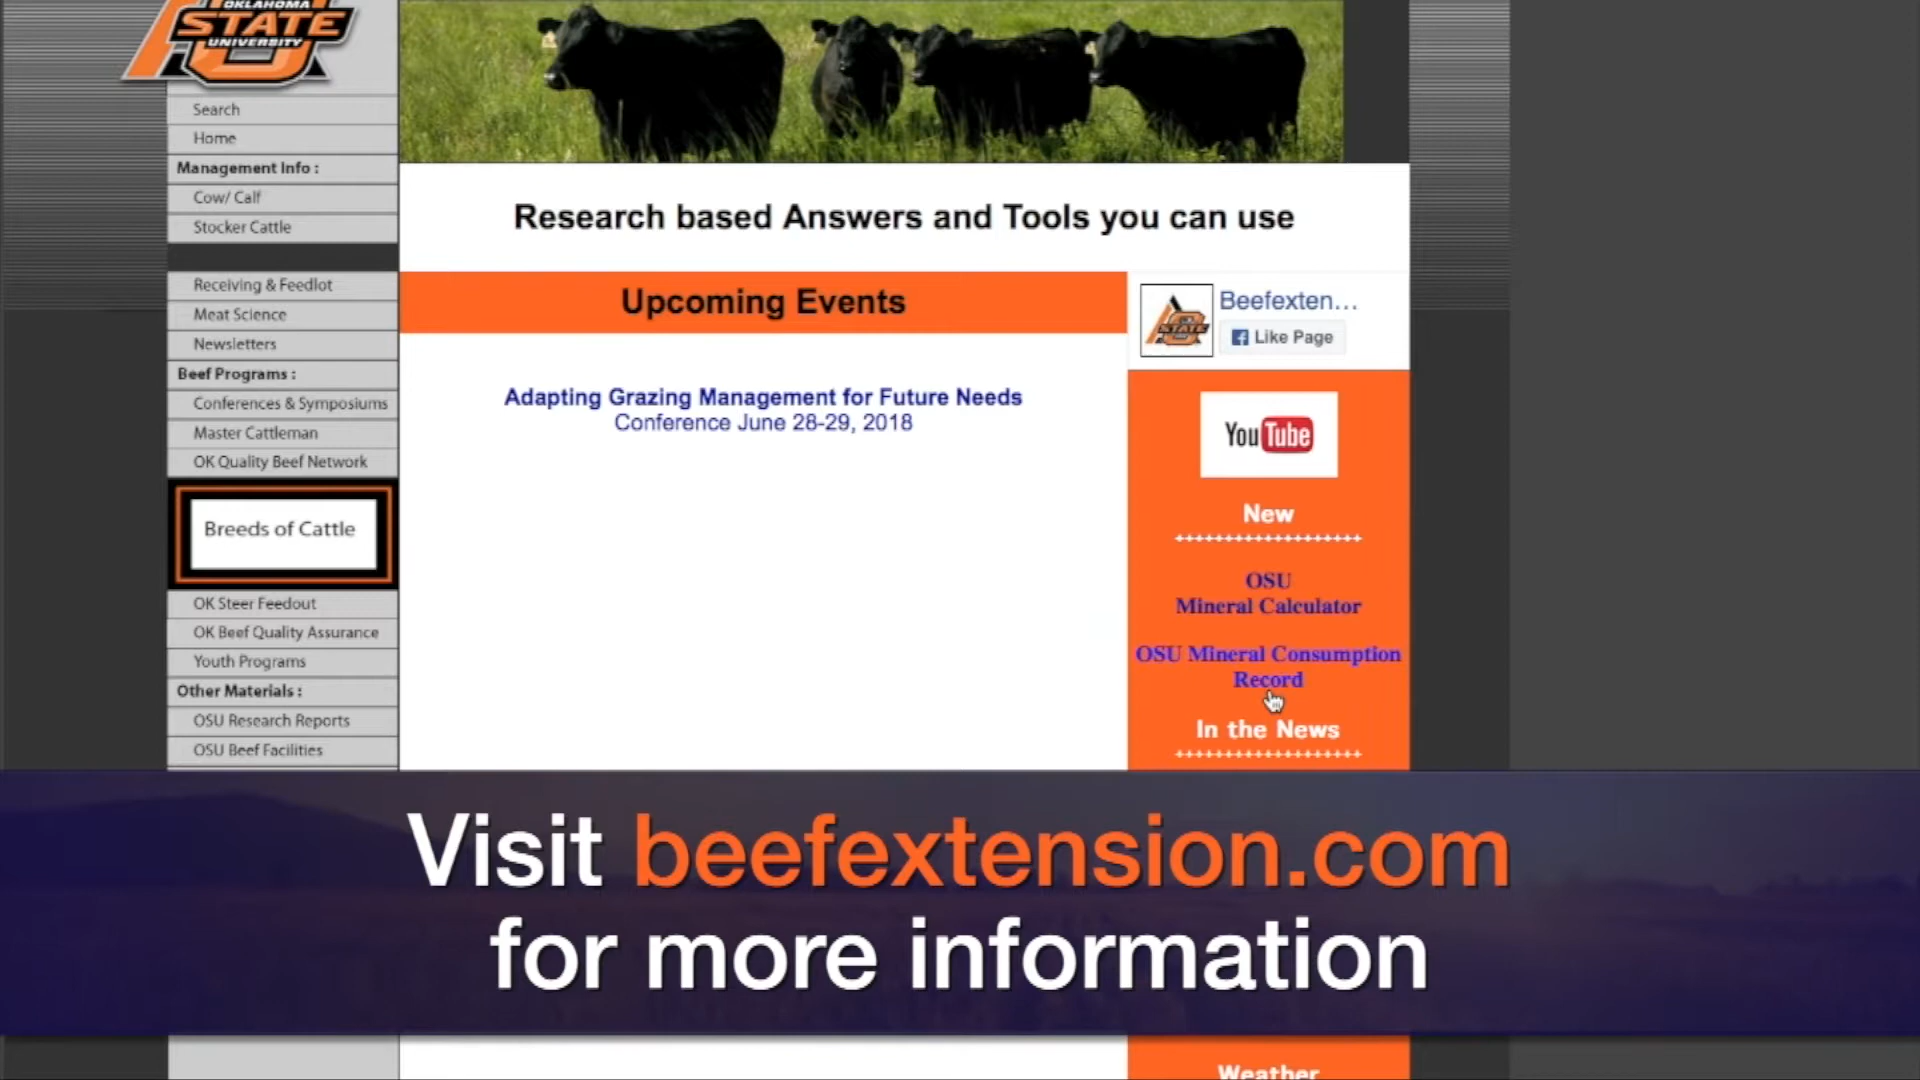 OKLAHOMA
STATE
UNIVERSITY
Search
Home
Management Info :
Cow/ Calf
Stocker Cattle
Receiving & Feedlot
Meat Science
Newsletters
Beef Programs :
Conferences & Symposiums
Master Cattleman
OK Quality Beef Network
Breeds of Cattle
OK Steer Feedout
OK Beef Quality Assurance
Youth Programs
Other Materials :
OSU Research Reports
OSU Beef Facilities
Research based Answers and Tools you can use
Upcoming Events
Adapting Grazing Management for Future Needs
Conference June 28-29, 2018
STATE
Beefexten...
Like Page
YouTube
New
++++++++++++++++++++
OSU
Mineral Calculator
OSU Mineral Consumption
Record
In the News
++++++++++++++++++++
Visit beefextension.com
for more information
Weather